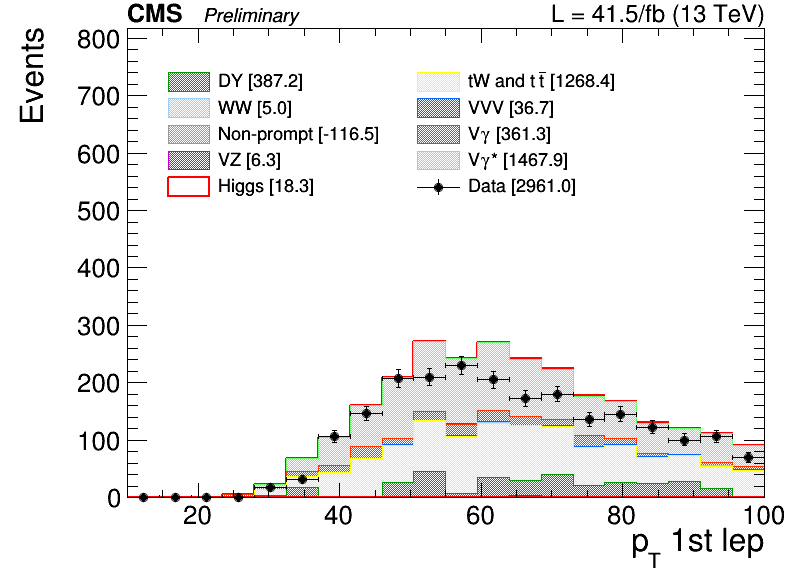 CMS Preliminary L = 41.5/fb (13 TeV)
Events
800
700
600
500
400
300
200
100
0
DY [387.2]
WW [5.0]
Non-prompt [-116.5]
VZ [6.3]
Higgs [18.3]
tW and tt̅ [1268.4]
VVV [36.7]
Vγ [361.3]
Vγ* [1467.9]
Data [2961.0]
20 40 60 80 100
p_T 1st lep